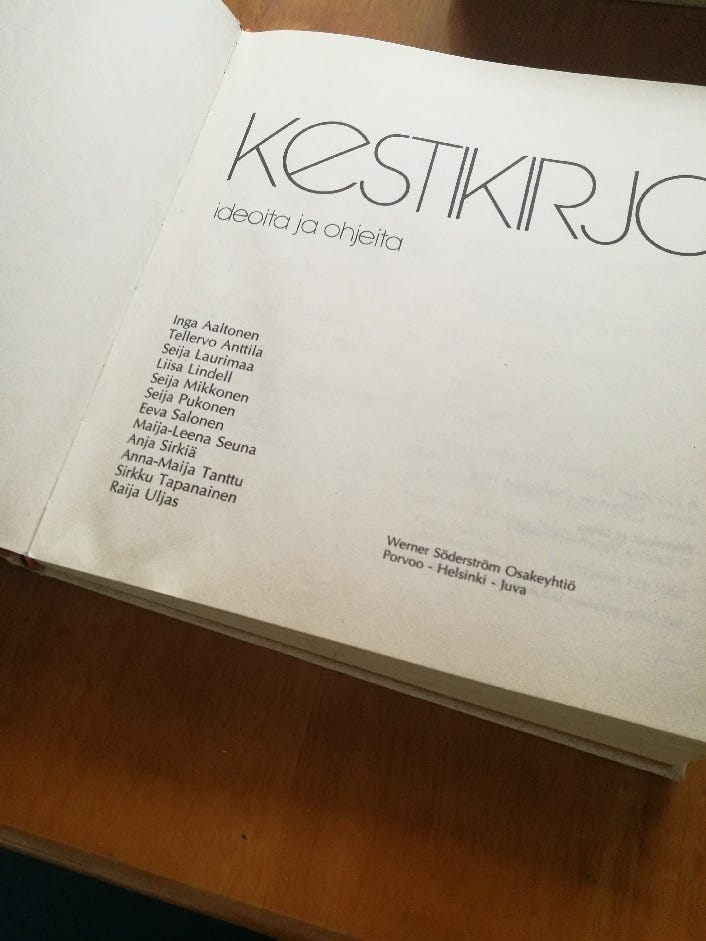 KeSTIKIRJO
ideoita ja ohjeita
Inga Aaltonen
Tellervo Anttila
Seija Laurimaa
Liisa Lindell
Seija Mikkonen
Seija Pukonen
Eeva Salonen
Maija-Leena Seuna
Anja Sirkiä
Anna-Maija Tanttu
Sirkku Tapanainen
Raija Uljas
Werner Söderström Osakeyhtiö
Porvoo - Helsinki - Juva